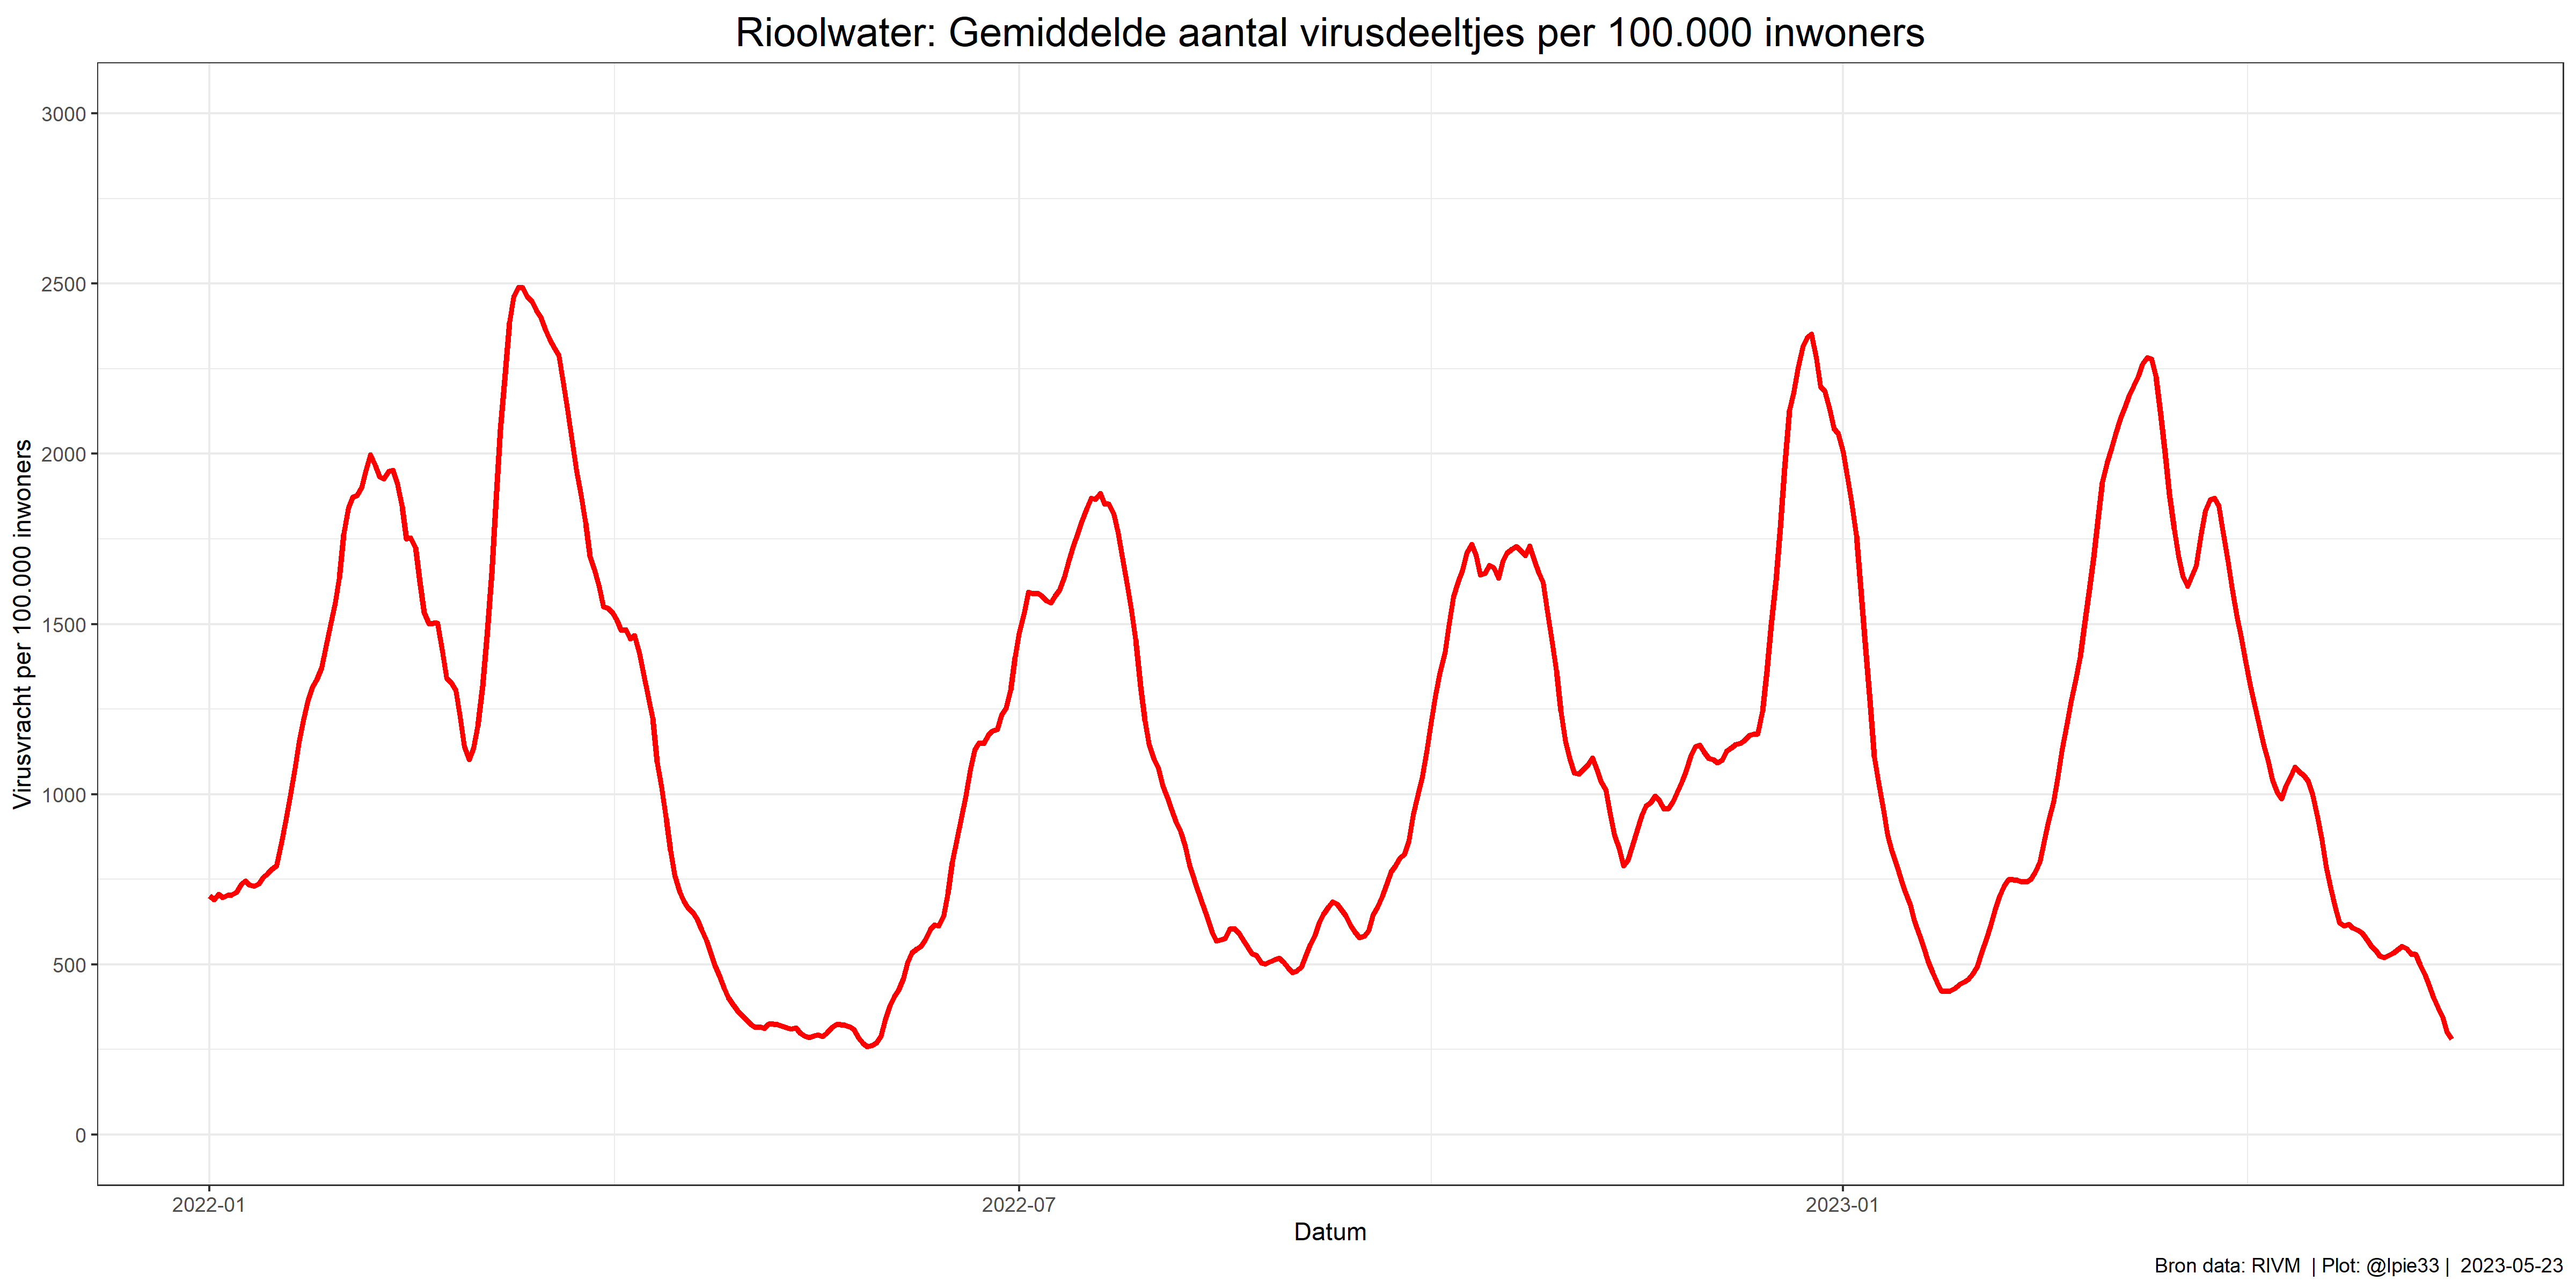 Rioolwater: Gemiddelde aantal virusdeeltjes per 100.000 inwoners
Virusvracht per 100.000 inwoners
3000
2500
2000
1500
1000
500
0
2022-01 2022-07 2023-01
Datum
Bron data: RIVM | Plot: @lpie33 | 2023-05-23